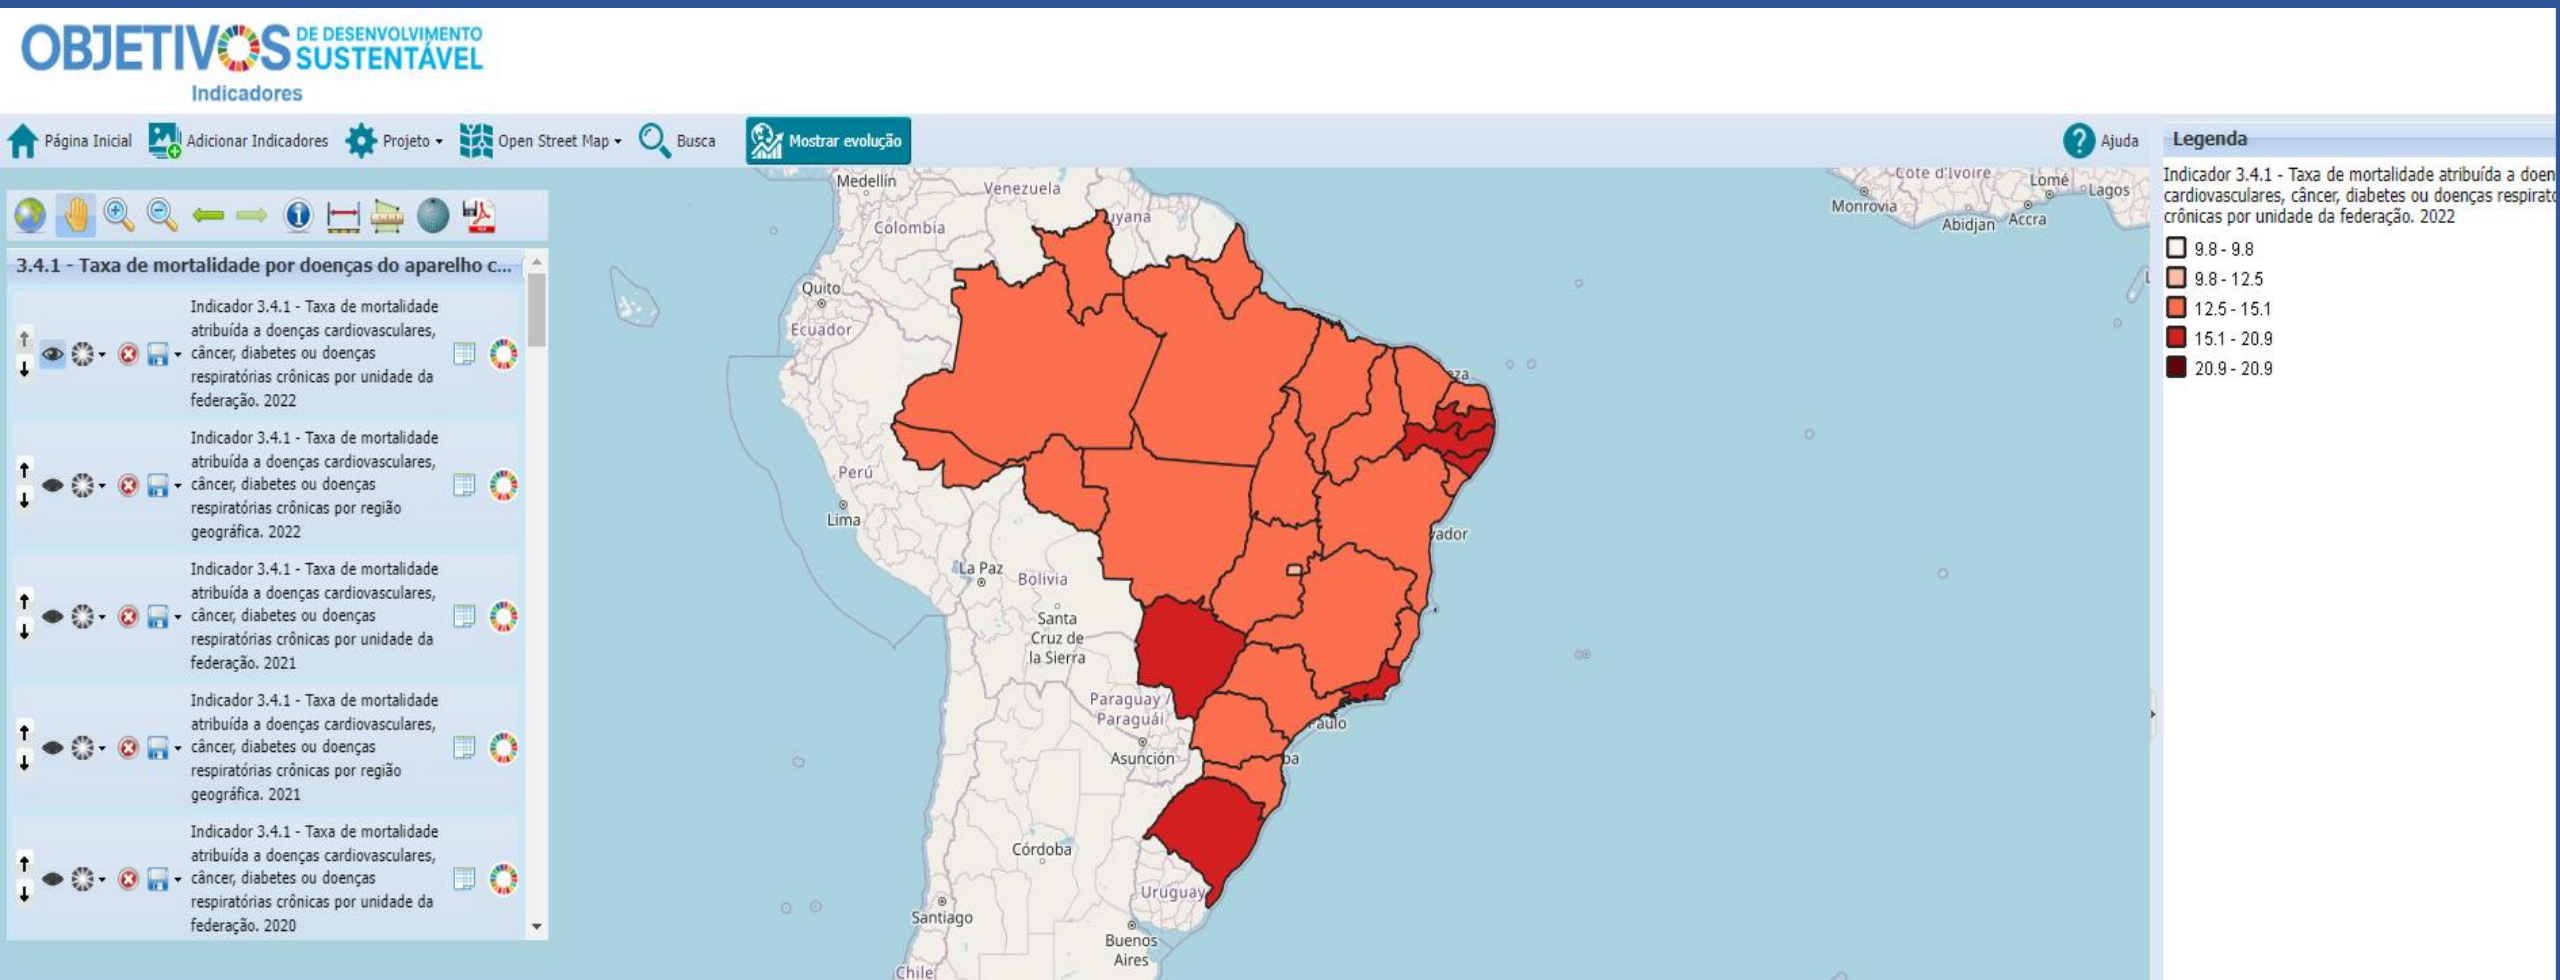 OBJETIVOS DE DESENVOLVIMENTO
SUSTENTÁVEL
Indicadores
Página Inicial
Adicionar Indicadores
Projeto
Open Street Map
Busca
Mostrar evolução
Ajuda
3.4.1 - Taxa de mortalidade por doenças do aparelho c...
Indicador 3.4.1 - Taxa de mortalidade
atribuída a doenças cardiovasculares,
câncer, diabetes ou doenças
respiratórias crônicas por unidade da
federação. 2022
Indicador 3.4.1 - Taxa de mortalidade
atribuída a doenças cardiovasculares,
câncer, diabetes ou doenças
respiratórias crônicas por região
geográfica. 2022
Indicador 3.4.1 - Taxa de mortalidade
atribuída a doenças cardiovasculares,
câncer, diabetes ou doenças
respiratórias crônicas por unidade da
federação. 2021
Indicador 3.4.1 - Taxa de mortalidade
atribuída a doenças cardiovasculares,
câncer, diabetes ou doenças
respiratórias crônicas por região
geográfica. 2021
Indicador 3.4.1 - Taxa de mortalidade
atribuída a doenças cardiovasculares,
câncer, diabetes ou doenças
respiratórias crônicas por unidade da
federação. 2020
Medellín
Venezuela
uyana
Colombia
Quito
Ecuador
Perú
Lima
La Paz
Bolivia
Santa
Cruz de
la Sierra
Paraguay /
Paraguái
Asunción
Córdoba
Uruguay
Santiago
Buenos
Aires
Chile
eza
vador
Paulo
ba
Côte d'Ivoire
Lomé
Lagos
Monrovia
Abidjan
Accra
Legenda
Indicador 3.4.1 - Taxa de mortalidade atribuída a doen
cardiovasculares, câncer, diabetes ou doenças respirato
crônicas por unidade da federação. 2022
9.8 - 9.8
9.8 - 12.5
12.5 - 15.1
15.1 - 20.9
20.9 - 20.9